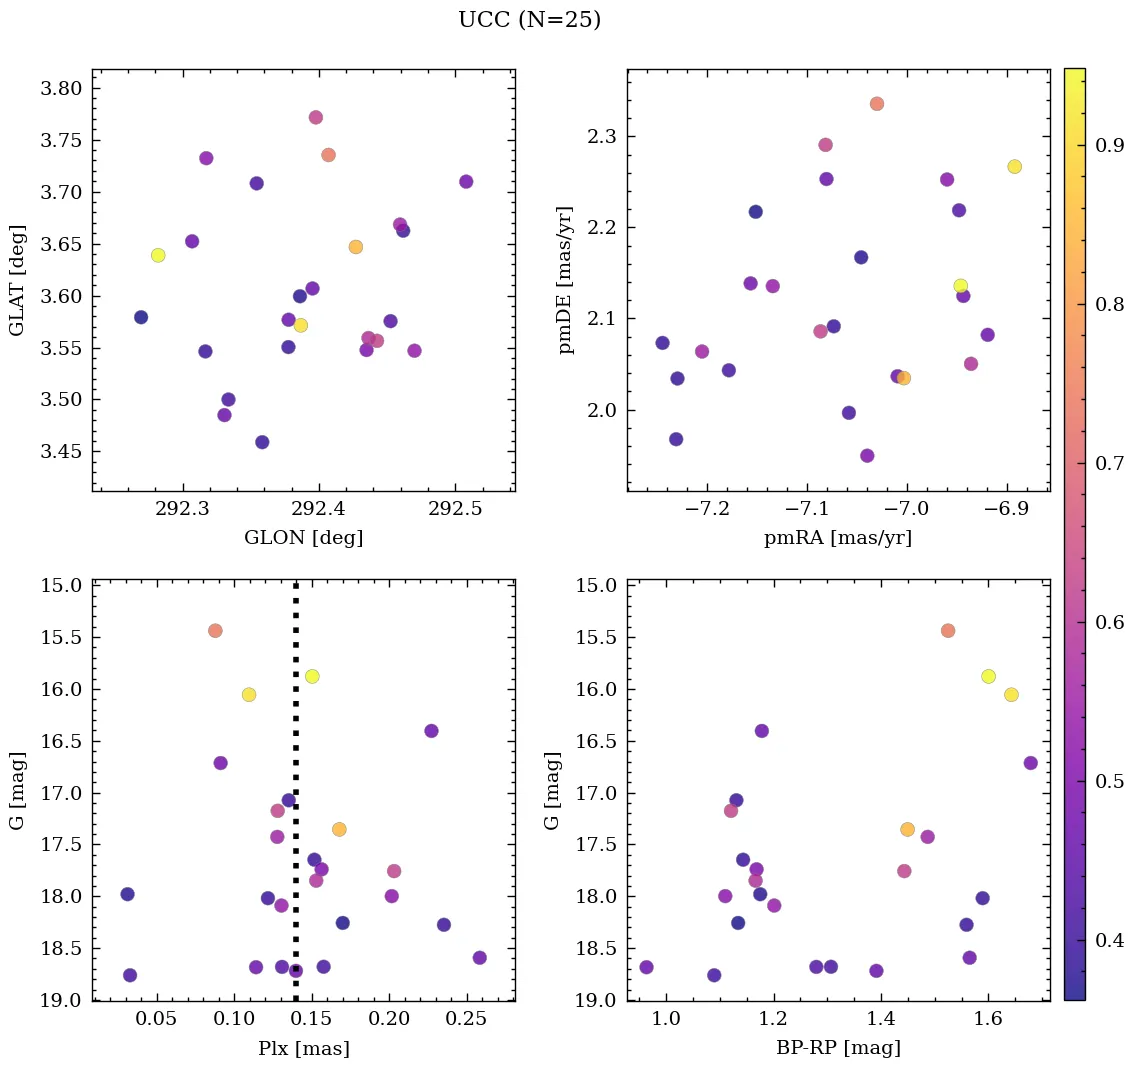 UCC (N=25)
3.80
3.75
3.70
3.65
3.60
3.55
3.50
3.45
GLAT [deg]
292.3 292.4 292.5
GLON [deg]
2.3
2.2
2.1
2.0
pmDE [mas/yr]
−7.2 −7.1 −7.0 −6.9
pmRA [mas/yr]
15.0
15.5
16.0
16.5
17.0
17.5
18.0
18.5
19.0
G [mag]
0.05 0.10 0.15 0.20 0.25
Plx [mas]
15.0
15.5
16.0
16.5
17.0
17.5
18.0
18.5
19.0
G [mag]
1.0 1.2 1.4 1.6
BP-RP [mag]
0.9
0.8
0.7
0.6
0.5
0.4